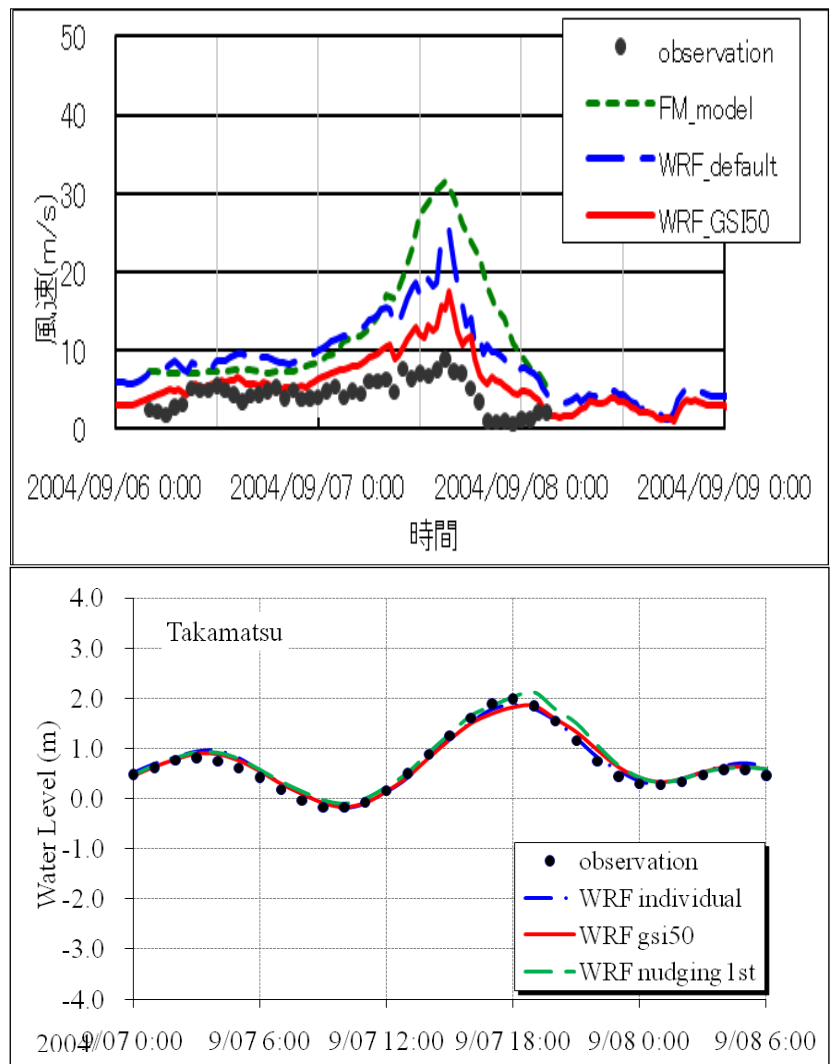 50
40
30
20
10
0
風速(m/s)
observation
FM_model
WRF_default
WRF_GSI50
2004/09/06 0:00 2004/09/07 0:00 2004/09/08 0:00 2004/09/09 0:00
時間
4.0
3.0
2.0
1.0
0.0
-1.0
-2.0
-3.0
-4.0
Water Level (m)
Takamatsu
observation
WRF individual
WRF gsi50
WRF nudging 1st
2004/ 9/07 0:00 9/07 6:00 9/07 12:00 9/07 18:00 9/08 0:00 9/08 6:00